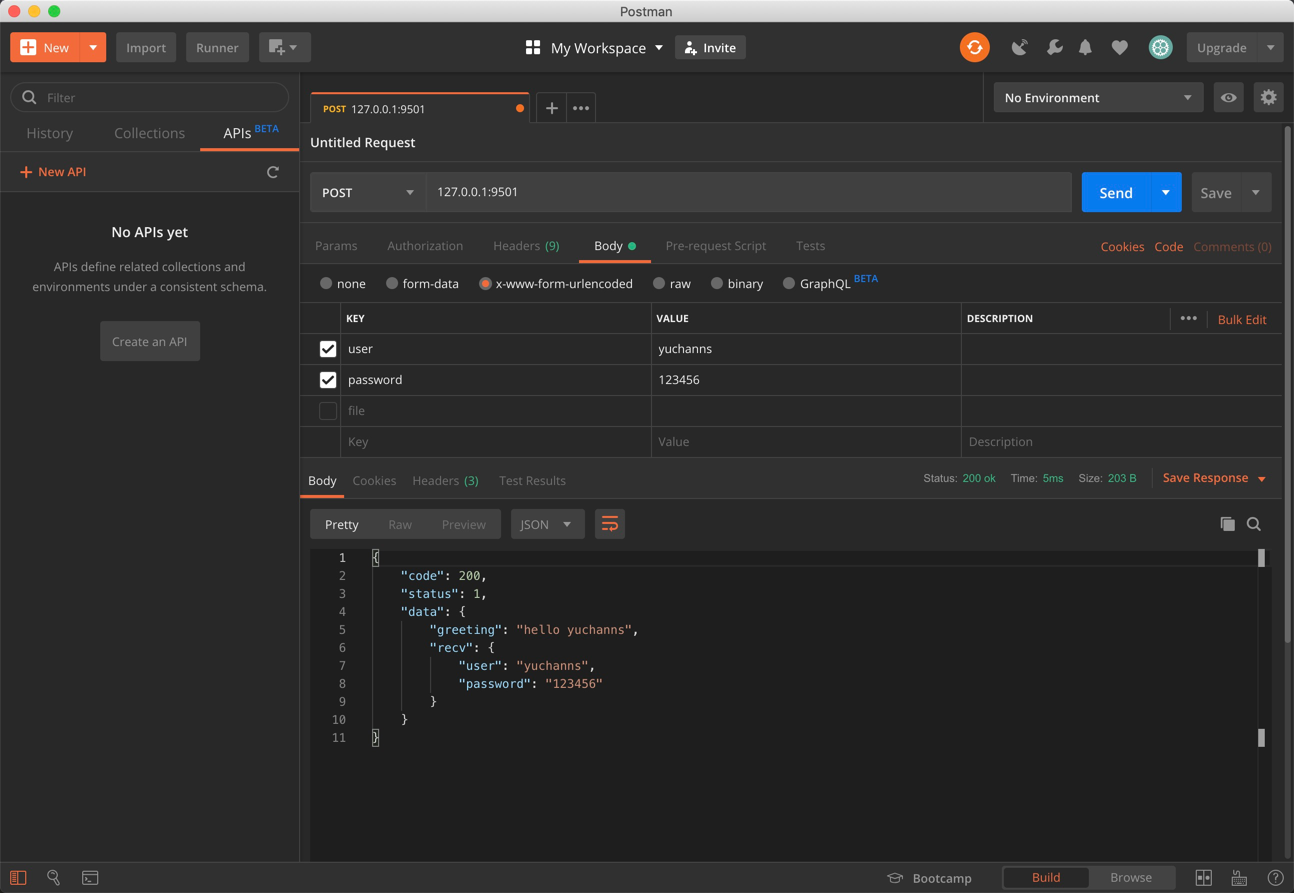 Postman
New
Import
Runner
My Workspace
Invite
Upgrade
Filter
History
Collections
APIs BETA
New API
No APIs yet
APIs define related collections and
environments under a consistent schema.
Create an API
POST 127.0.0.1:9501
No Environment
Untitled Request
POST
127.0.0.1:9501
Send
Save
Params
Authorization
Headers (9)
Body
Pre-request Script
Tests
Cookies
Code
Comments (0)
none
form-data
x-www-form-urlencoded
raw
binary
GraphQL BETA
KEY
VALUE
DESCRIPTION
Bulk Edit
user
yuchanns
password
123456
file
Key
Value
Description
Body
Cookies
Headers (3)
Test Results
Status: 200 ok
Time: 5ms
Size: 203 B
Save Response
Pretty
Raw
Preview
JSON
1 {
2 "code": 200,
3 "status": 1,
4 "data": {
5 "greeting": "hello yuchanns",
6 "recv": {
7 "user": "yuchanns",
8 "password": "123456"
9 }
10 }
11 }
Bootcamp
Build
Browse